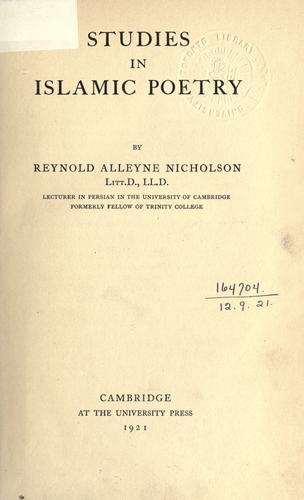 STUDIES
IN
ISLAMIC POETRY
BY
REYNOLD ALLEYNE NICHOLSON
LITT.D., LL.D.
LECTURER IN PERSIAN IN THE UNIVERSITY OF CAMBRIDGE
FORMERLY FELLOW OF TRINITY COLLEGE
164704.
12.9.21.
CAMBRIDGE
AT THE UNIVERSITY PRESS
1921